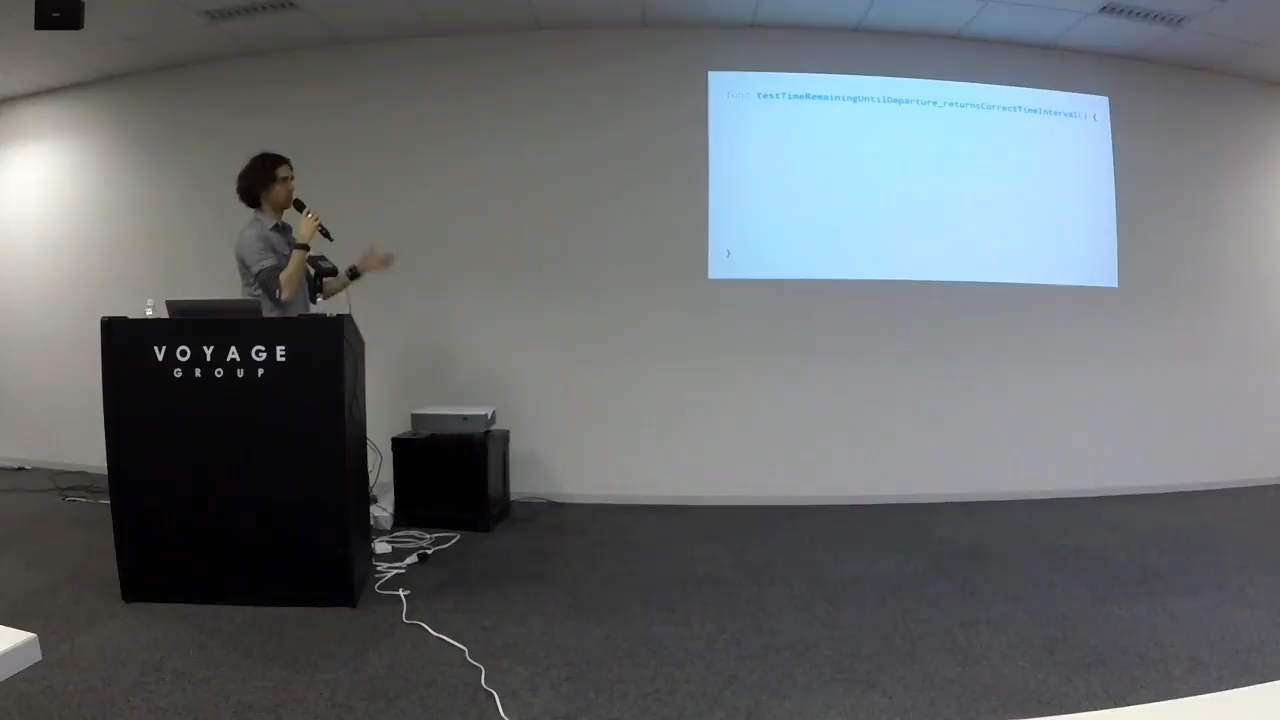 func testTimeRemainingUntilDeparture_returnsCorrectTimeInterval() {
}
VOYAGE
GROUP